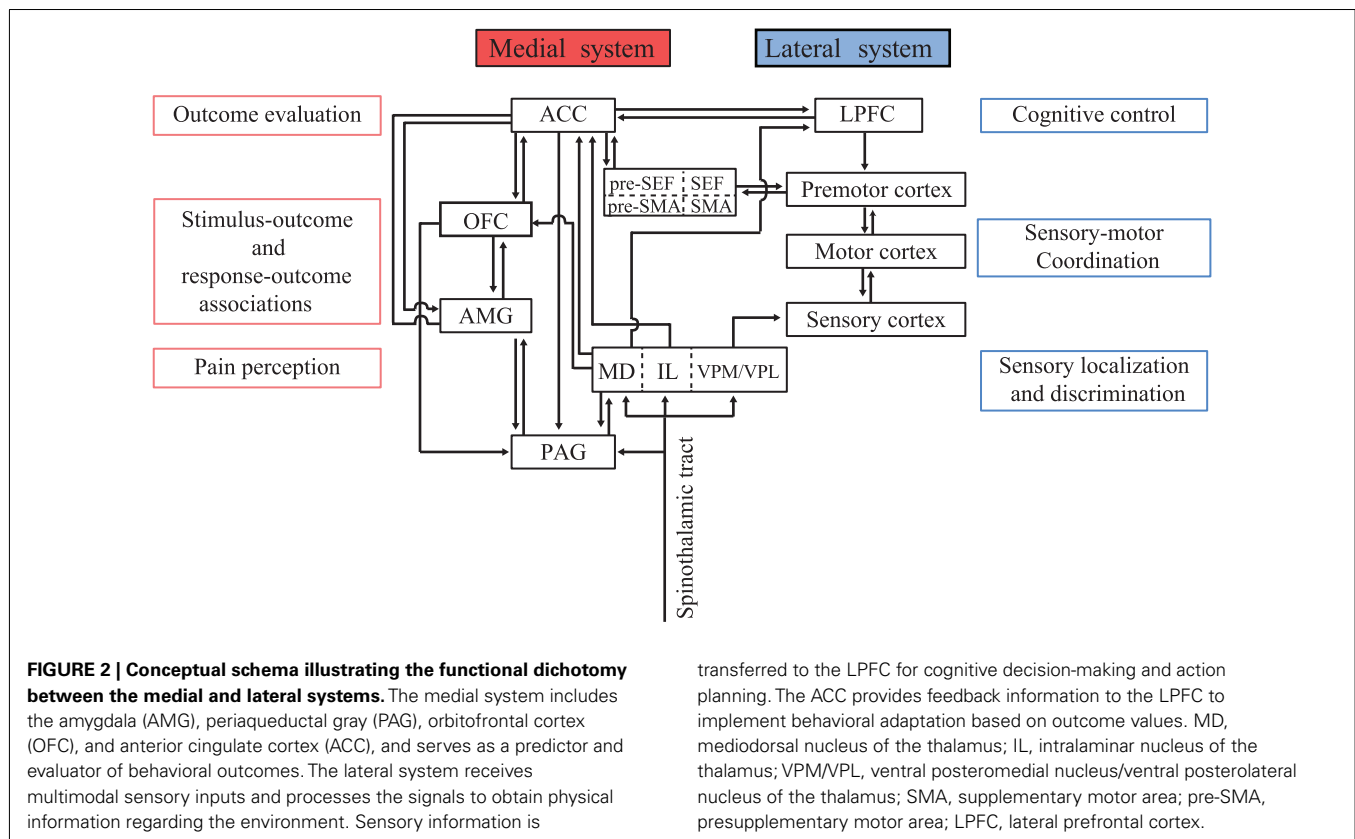 Medial system
Lateral system
Outcome evaluation
ACC
LPFC
Cognitive control
pre-SEF SEF
pre-SMA SMA
Premotor cortex
Stimulus-outcome
and
response-outcome
associations
OFC
Motor cortex
Sensory-motor
Coordination
AMG
Sensory cortex
Pain perception
MD IL VPM/VPL
Sensory localization
and discrimination
PAG
Spinothalamic tract
FIGURE 2 | Conceptual schema illustrating the functional dichotomy
between the medial and lateral systems. The medial system includes
the amygdala (AMG), periaqueductal gray (PAG), orbitofrontal cortex
(OFC), and anterior cingulate cortex (ACC), and serves as a predictor and
evaluator of behavioral outcomes. The lateral system receives
multimodal sensory inputs and processes the signals to obtain physical
information regarding the environment. Sensory information is
transferred to the LPFC for cognitive decision-making and action
planning. The ACC provides feedback information to the LPFC to
implement behavioral adaptation based on outcome values. MD,
mediodorsal nucleus of the thalamus; IL, intralaminar nucleus of the
thalamus; VPM/VPL, ventral posteromedial nucleus/ventral posterolateral
nucleus of the thalamus; SMA, supplementary motor area; pre-SMA,
presupplementary motor area; LPFC, lateral prefrontal cortex.